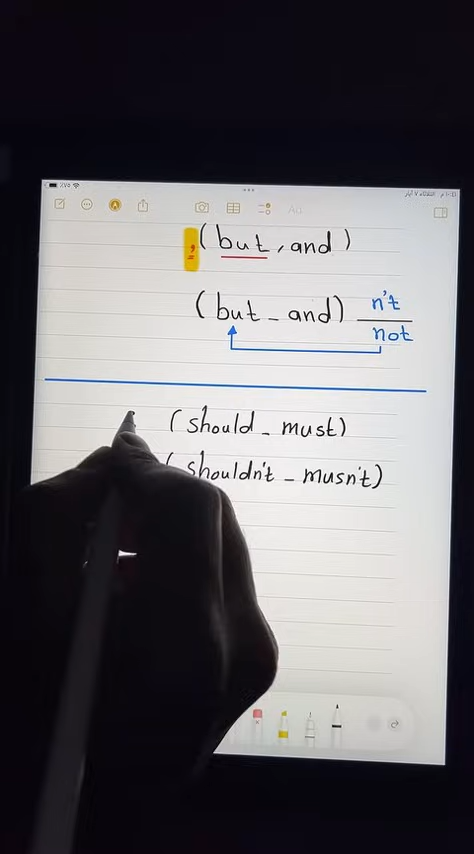 , (but, and)
(but - and) n't
not
(should - must)
(shouldn't - musn't)